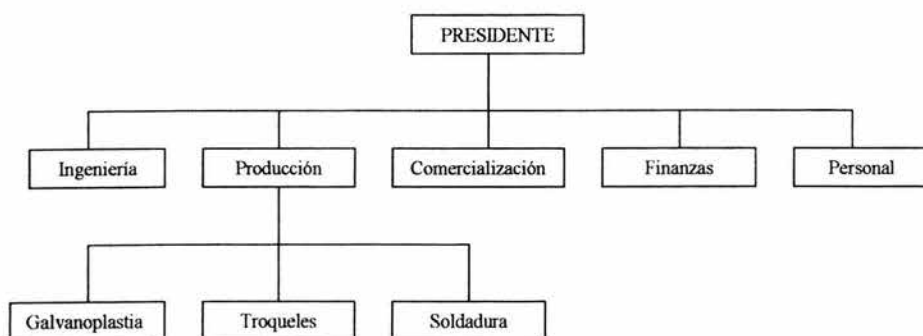 PRESIDENTE
Ingeniería
Producción
Comercialización
Finanzas
Personal
Galvanoplastia
Troqueles
Soldadura